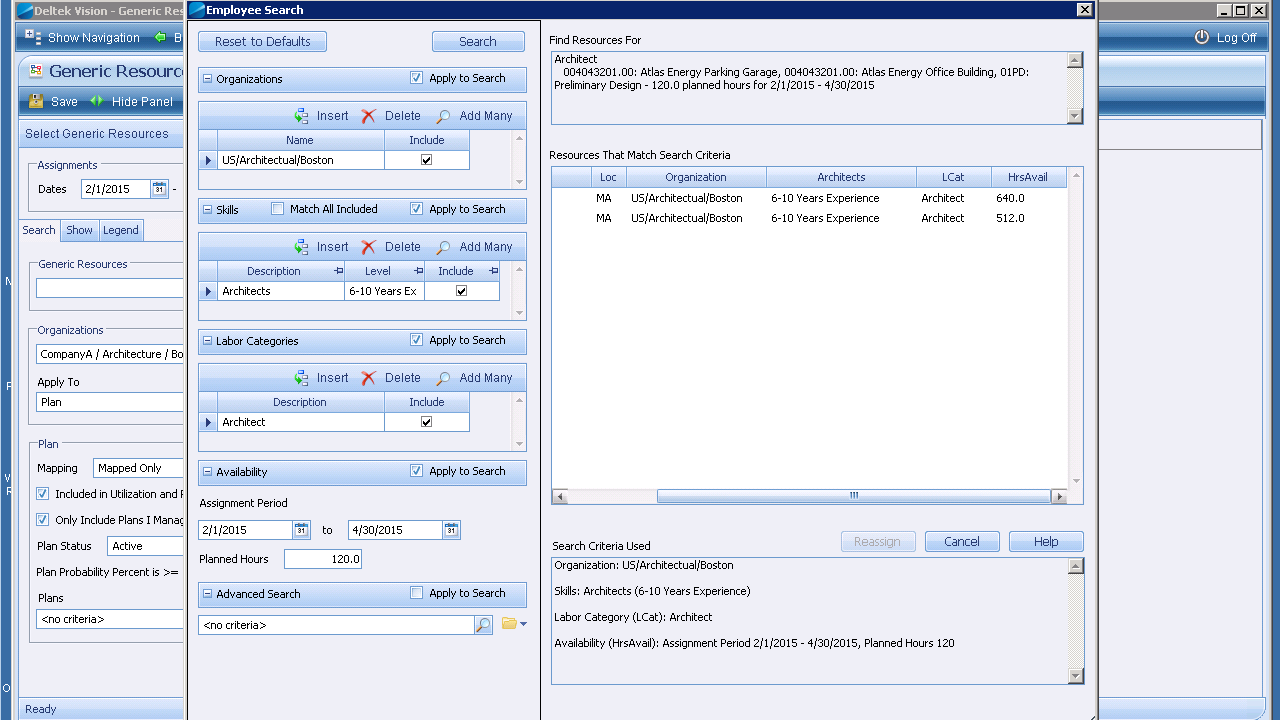 Deltek Vision - Generic Res
Employee Search
Show Navigation
B
Log Off
Generic Resourc
Save
Hide Panel
Select Generic Resources
Assignments
Dates 2/1/2015 31 -
Search Show Legend
Generic Resources
Organizations
CompanyA / Architecture / Bo
Apply To
Plan
Plan
Mapping Mapped Only
Included in Utilization and R
Only Include Plans I Manag
Plan Status Active
Plan Probability Percent is >=
Plans
<no criteria>
Ready
Reset to Defaults Search
Organizations Apply to Search
Insert Delete Add Many
Name Include
US/Architectual/Boston
Skills Match All Included Apply to Search
Insert Delete Add Many
Description Level Include
Architects 6-10 Years Ex
Labor Categories Apply to Search
Insert Delete Add Many
Description Include
Architect
Availability Apply to Search
Assignment Period
2/1/2015 31 to 4/30/2015 31
Planned Hours 120.0
Advanced Search Apply to Search
<no criteria>
Find Resources For
Architect
004043201.00: Atlas Energy Parking Garage, 004043201.00: Atlas Energy Office Building, 01PD:
Preliminary Design - 120.0 planned hours for 2/1/2015 - 4/30/2015
Resources That Match Search Criteria
Loc Organization Architects LCat HrsAvail
MA US/Architectual/Boston 6-10 Years Experience Architect 640.0
MA US/Architectual/Boston 6-10 Years Experience Architect 512.0
Reassign Cancel Help
Search Criteria Used
Organization: US/Architectual/Boston
Skills: Architects (6-10 Years Experience)
Labor Category (LCat): Architect
Availability (HrsAvail): Assignment Period 2/1/2015 - 4/30/2015, Planned Hours 120